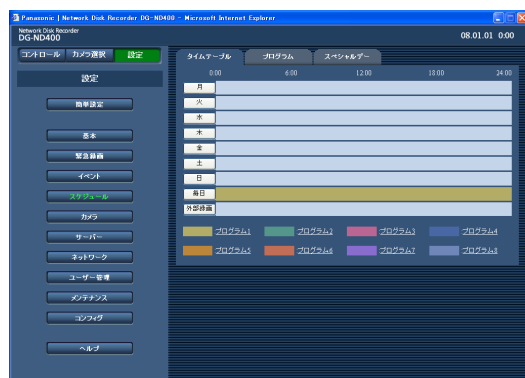 Panasonic | Network Disk Recorder DG-ND400 - Microsoft Internet Explorer
Network Disk Recorder
DG-ND400
08.01.01 0:00
コントロール カメラ選択 設定
タイムテーブル プログラム スペシャルデー
設定
0:00 6:00 12:00 18:00 24:00
簡単設定
基本
緊急録画
イベント
スケジュール
カメラ
サーバー
ネットワーク
ユーザー管理
メンテナンス
コンフィグ
ヘルプ
月
火
水
木
金
土
日
毎日
外部録画
プログラム1 プログラム2 プログラム3 プログラム4
プログラム5 プログラム6 プログラム7 プログラム8